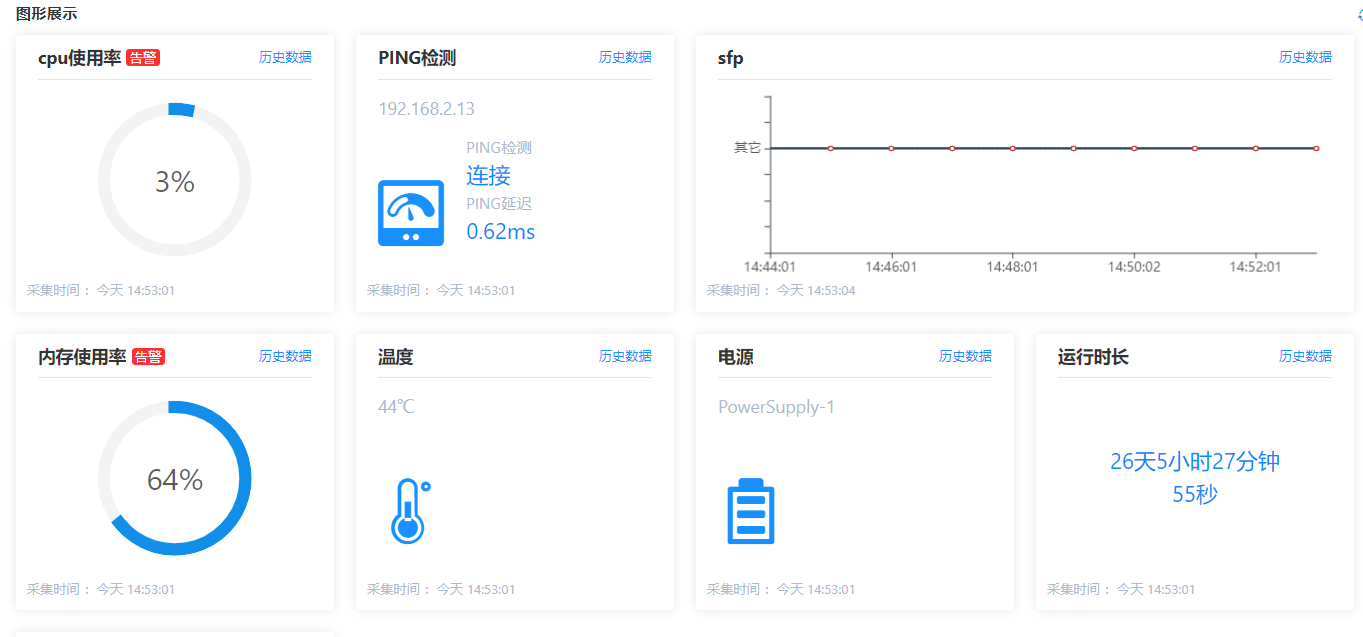 图形展示
cpu使用率 告警 历史数据
3%
采集时间： 今天 14:53:01
PING检测 历史数据
192.168.2.13
PING检测
连接
PING延迟
0.62ms
采集时间： 今天 14:53:01
sfp 历史数据
其它
14:44:01 14:46:01 14:48:01 14:50:02 14:52:01
采集时间： 今天 14:53:04
内存使用率 告警 历史数据
64%
采集时间： 今天 14:53:01
温度 历史数据
44℃
采集时间： 今天 14:53:01
电源 历史数据
PowerSupply-1
采集时间： 今天 14:53:01
运行时长 历史数据
26天5小时27分钟
55秒
采集时间： 今天 14:53:01